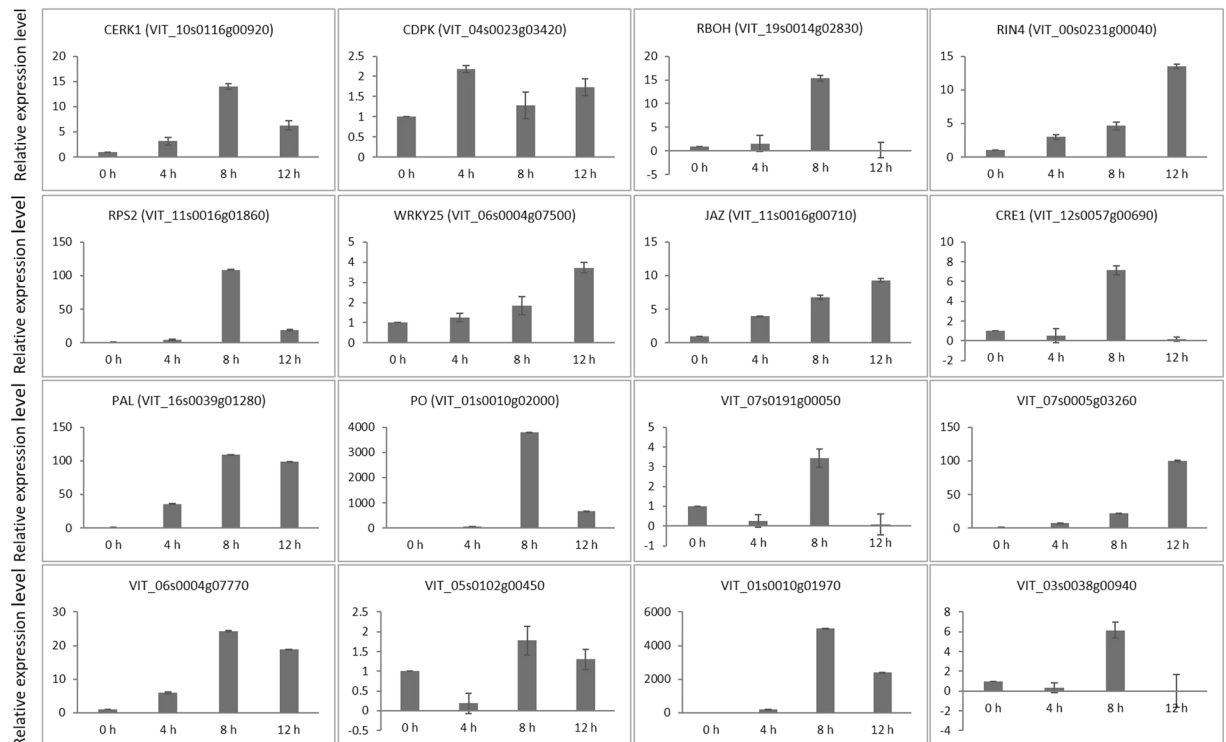 Relative expression level
CERK1 (VIT_10s0116g00920)
20
15
10
5
0
0 h 4 h 8 h 12 h
CDPK (VIT_04s0023g03420)
2.5
2
1.5
1
0.5
0
0 h 4 h 8 h 12 h
RBOH (VIT_19s0014g02830)
20
15
10
5
0
-5
0 h 4 h 8 h 12 h
RIN4 (VIT_00s0231g00040)
15
10
5
0
0 h 4 h 8 h 12 h
Relative expression level
RPS2 (VIT_11s0016g01860)
150
100
50
0
0 h 4 h 8 h 12 h
WRKY25 (VIT_06s0004g07500)
5
4
3
2
1
0
0 h 4 h 8 h 12 h
JAZ (VIT_11s0016g00710)
15
10
5
0
0 h 4 h 8 h 12 h
CRE1 (VIT_12s0057g00690)
10
8
6
4
2
0
-2
0 h 4 h 8 h 12 h
Relative expression level
PAL (VIT_16s0039g01280)
150
100
50
0
0 h 4 h 8 h 12 h
PO (VIT_01s0010g02000)
4000
3000
2000
1000
0
0 h 4 h 8 h 12 h
VIT_07s0191g00050
5
4
3
2
1
0
-1
0 h 4 h 8 h 12 h
VIT_07s0005g03260
150
100
50
0
0 h 4 h 8 h 12 h
Relative expression level
VIT_06s0004g07770
30
20
10
0
0 h 4 h 8 h 12 h
VIT_05s0102g00450
2.5
2
1.5
1
0.5
0
-0.5
0 h 4 h 8 h 12 h
VIT_01s0010g01970
6000
4000
2000
0
0 h 4 h 8 h 12 h
VIT_03s0038g00940
8
6
4
2
0
-2
-4
0 h 4 h 8 h 12 h